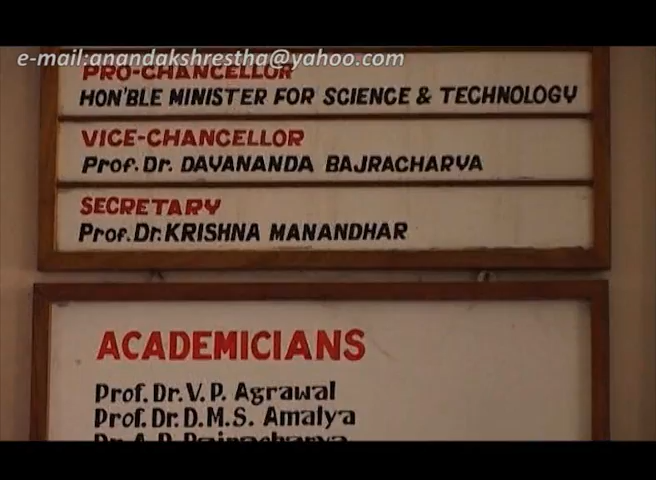 e-mail:anandakshrestha@yahoo.com
PRO-CHANCELLOR
HON'BLE MINISTER FOR SCIENCE & TECHNOLOGY
VICE-CHANCELLOR
Prof. Dr. DAYANANDA BAJRACHARYA
SECRETARY
Prof. Dr. KRISHNA MANANDHAR
ACADEMICIANS
Prof. Dr. V. P. Agrawal
Prof. Dr. D.M.S. Amalya